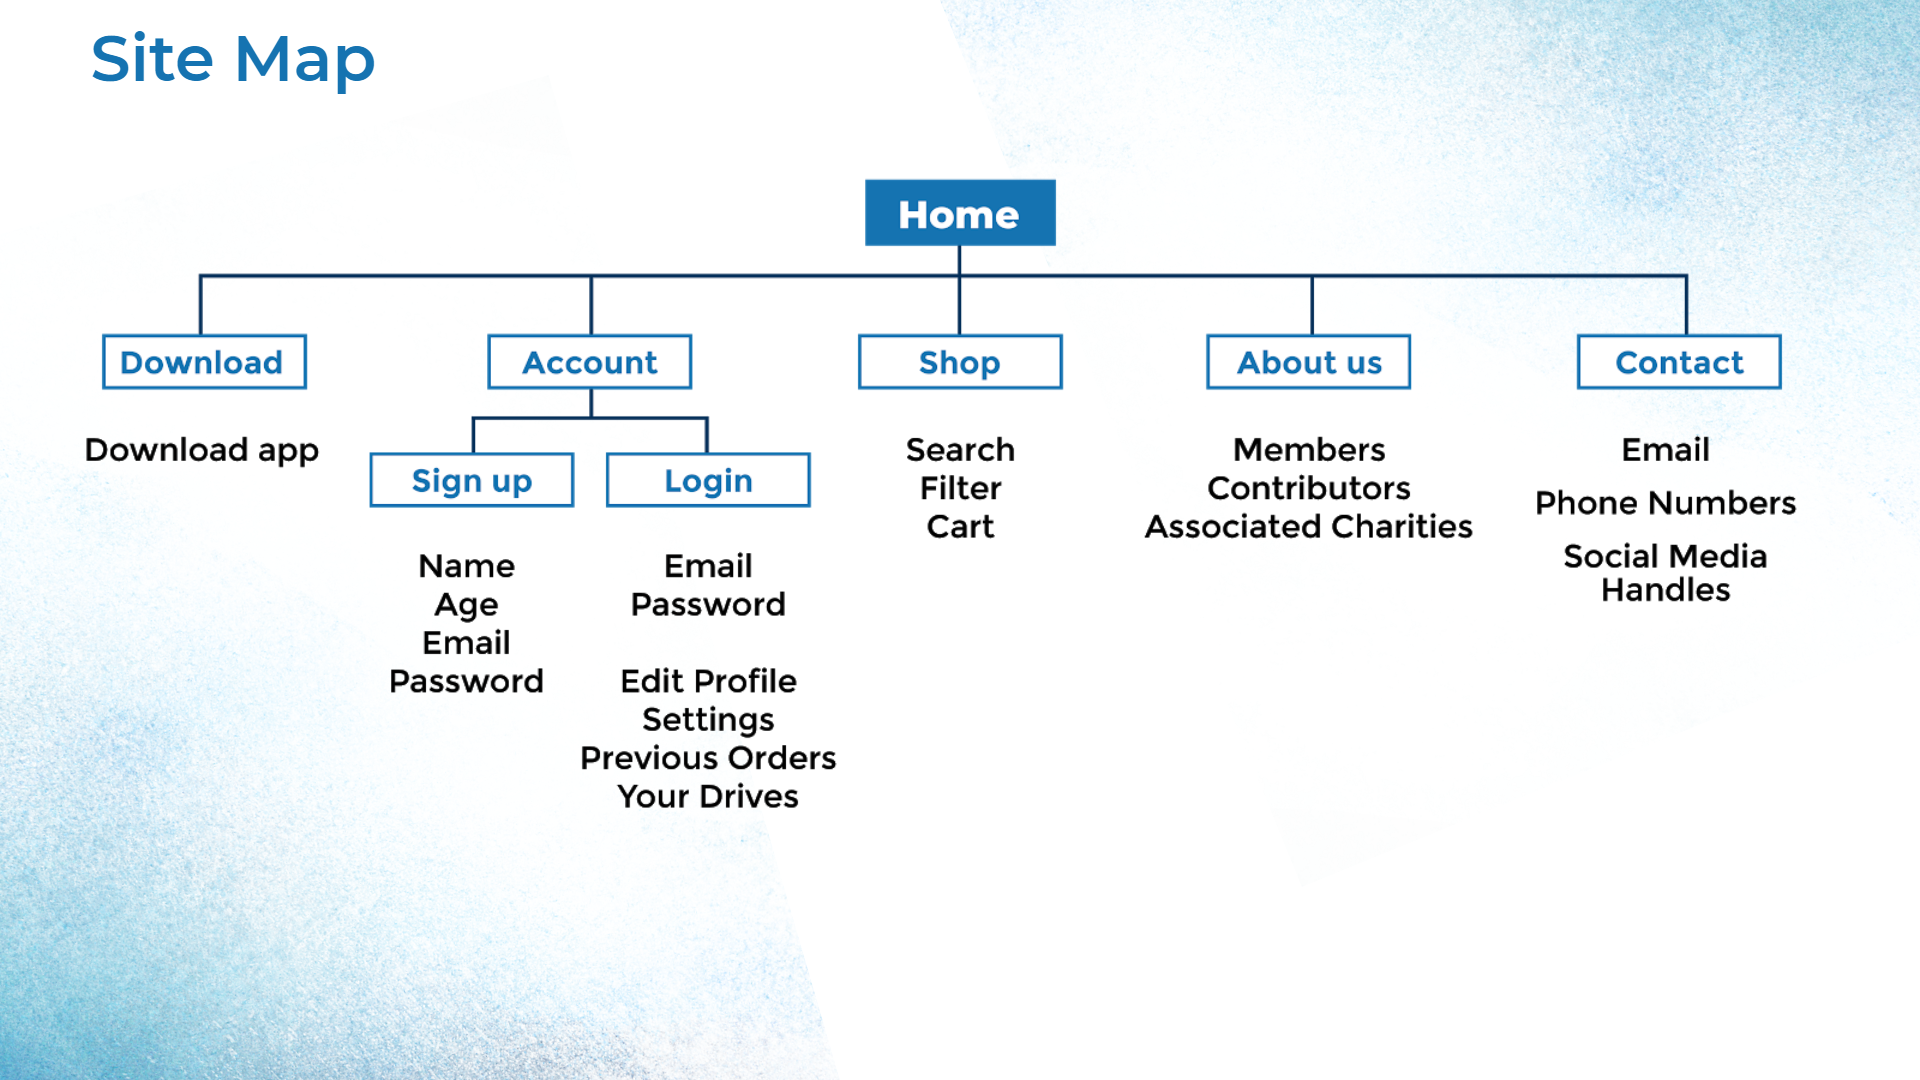 Site Map
Home
Download
Account
Shop
About us
Contact
Download app
Sign up
Login
Name
Age
Email
Password
Email
Password
Edit Profile
Settings
Previous Orders
Your Drives
Search
Filter
Cart
Members
Contributors
Associated Charities
Email
Phone Numbers
Social Media
Handles